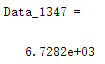 Data_1347 =
6.7282e+03